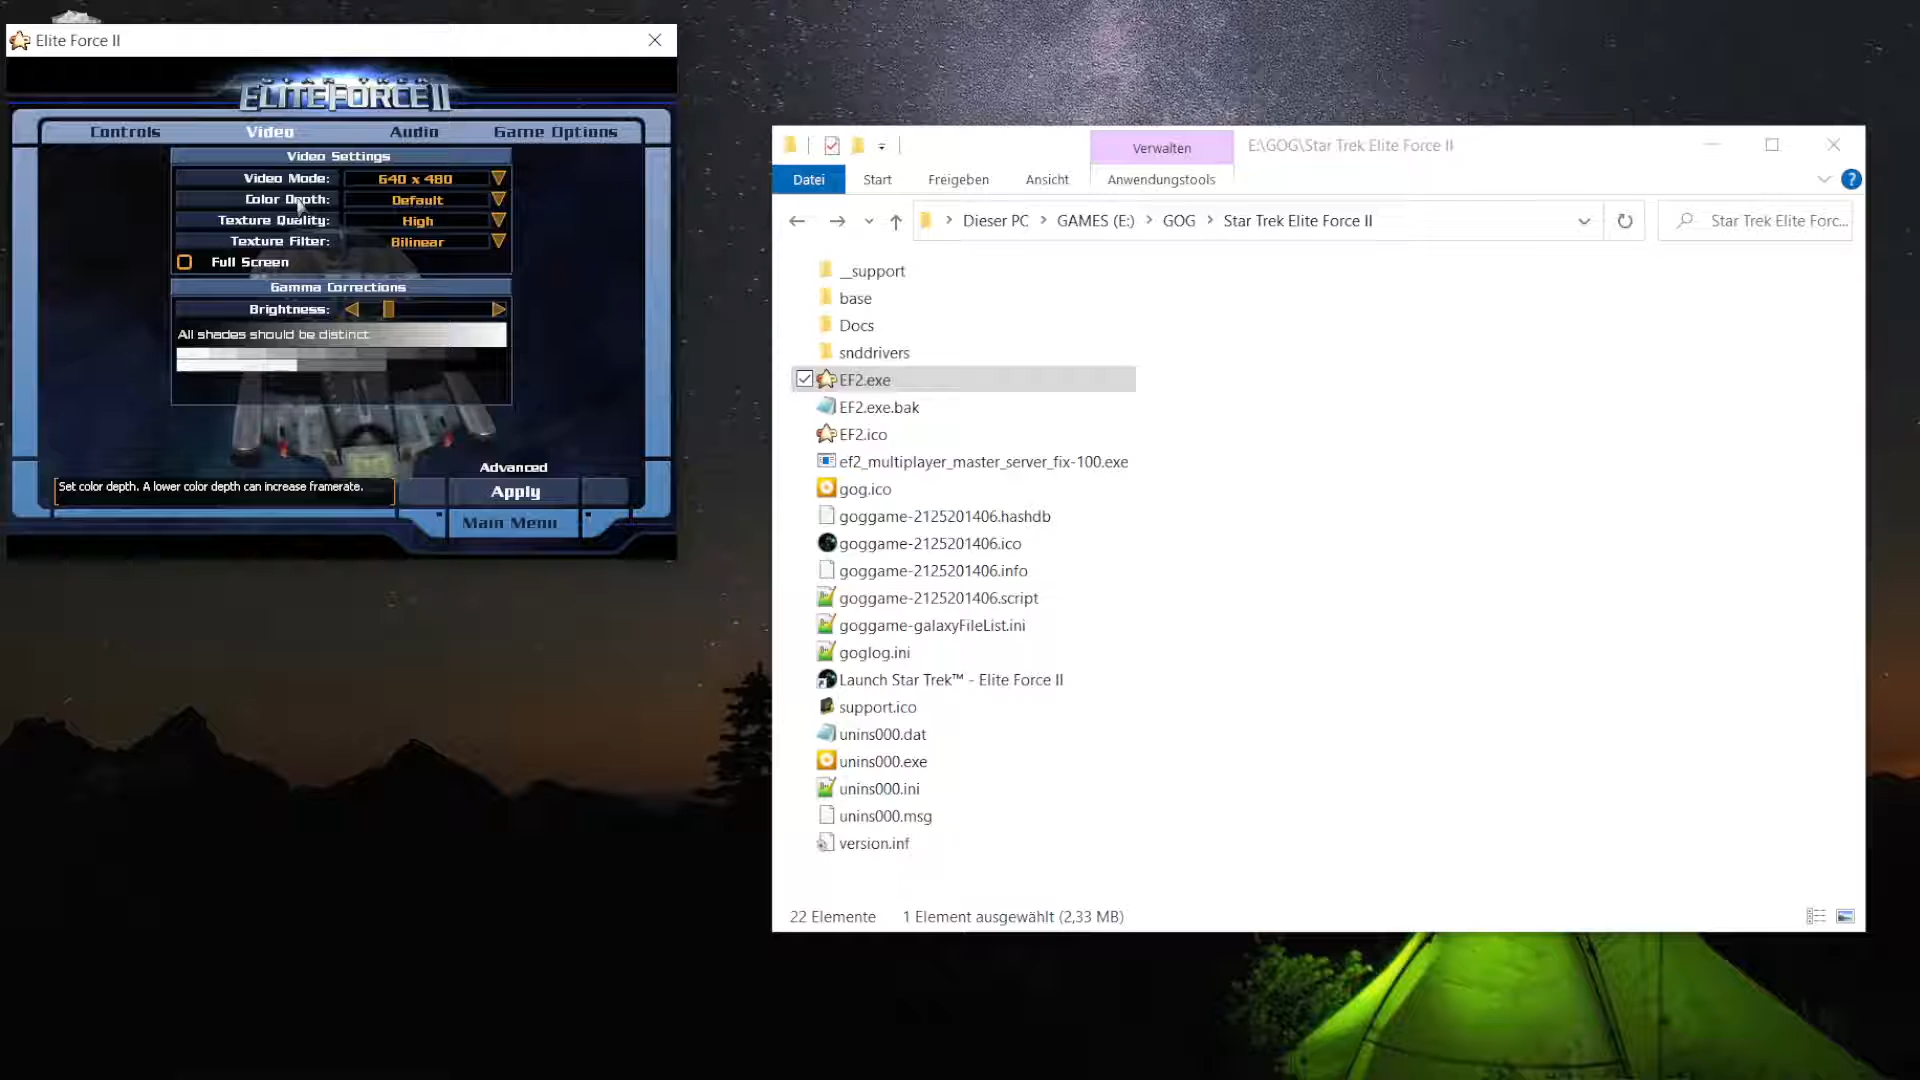 Elite Force II
STAR TREK
ELITE FORCE II
Controls Video Audio Game Options
Video Settings
Video Mode: 640 x 480
Color Depth: Default
Texture Quality: High
Texture Filter: Bilinear
Full Screen
Gamma Corrections
Brightness:
All shades should be distinct
Advanced
Set color depth. A lower color depth can increase framerate.
Apply
Main Menu
Verwalten
E:\GOG\Star Trek Elite Force II
Datei Start Freigeben Ansicht Anwendungstools
Dieser PC GAMES (E:) GOG Star Trek Elite Force II
Star Trek Elite Forc...
__support
base
Docs
snddrivers
EF2.exe
EF2.exe.bak
EF2.ico
ef2_multiplayer_master_server_fix-100.exe
gog.ico
goggame-2125201406.hashdb
goggame-2125201406.ico
goggame-2125201406.info
goggame-2125201406.script
goggame-galaxyFileList.ini
goglog.ini
Launch Star Trek™ - Elite Force II
support.ico
unins000.dat
unins000.exe
unins000.ini
unins000.msg
version.inf
22 Elemente 1 Element ausgewählt (2,33 MB)